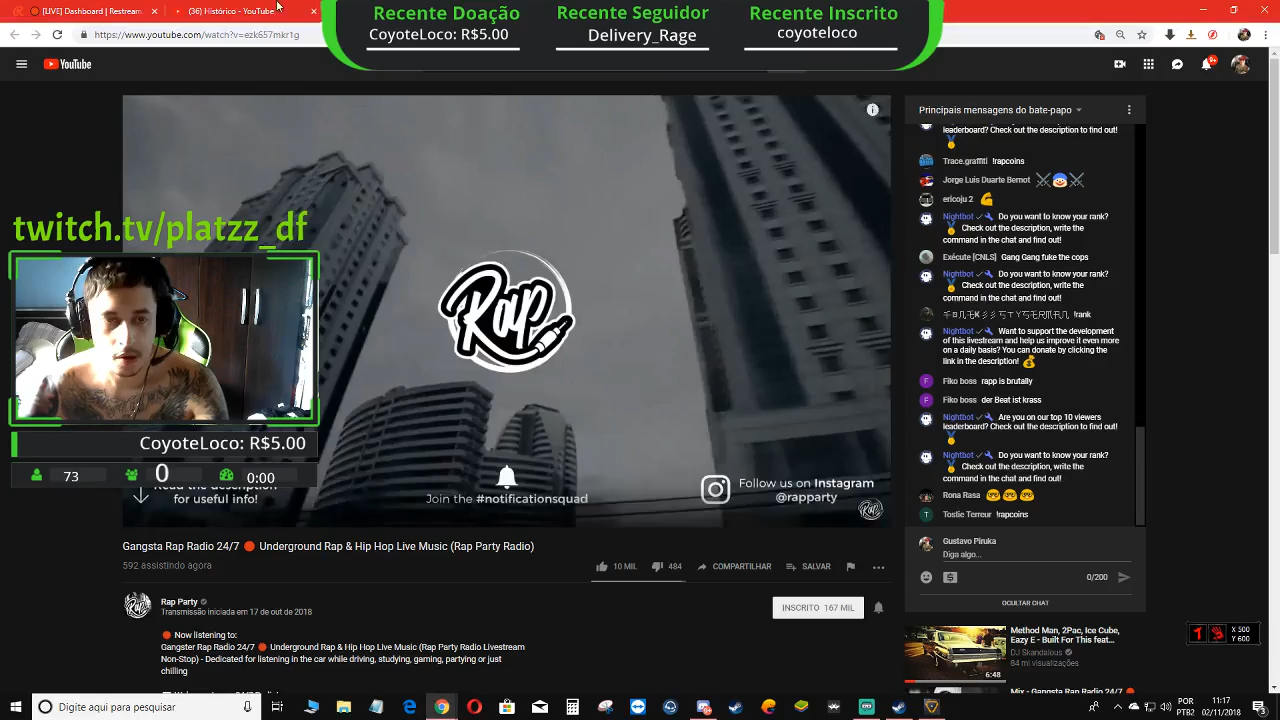 [LIVE] Dashboard | Restream
(36) Histórico - YouTube
Recente Doação
CoyoteLoco: R$5.00
Recente Seguidor
Delivery_Rage
Recente Inscrito
coyoteloco
https://www.youtube.com/watch?v=ezk657mkr1g
YouTube
9+
twitch.tv/platzz_df
CoyoteLoco: R$5.00
73
0
0:00
Rap
Read the description
for useful info!
Join the #notificationsquad
Follow us on Instagram
@rapparty
Rap
Principais mensagens do bate-papo
leaderboard? Check out the description to find out!
Trace.graffiti !rapcoins
Jorge Luis Duarte Bernot
ericoju 2
Nightbot Do you want to know your rank?
Check out the description, write the
command in the chat and find out!
Exécute [CNLS] Gang Gang fuke the cops
Nightbot Do you want to know your rank?
Check out the description, write the
command in the chat and find out!
!rank
Nightbot Want to support the development
of this livestream and help us improve it even more
on a daily basis? You can donate by clicking the
link in the description!
Fiko boss rapp is brutally
Fiko boss der Beat ist krass
Nightbot Are you on our top 10 viewers
leaderboard? Check out the description to find out!
Nightbot Do you want to know your rank?
Check out the description, write the
command in the chat and find out!
Rona Rasa
Tostie Terreur !rapcoins
Gustavo Piruka
Diga algo...
0/200
OCULTAR CHAT
Gangsta Rap Radio 24/7 🔴 Underground Rap & Hip Hop Live Music (Rap Party Radio)
592 assistindo agora
10 MIL
484
COMPARTILHAR
SALVAR
Rap Party
Transmissão iniciada em 17 de out de 2018
INSCRITO 167 MIL
🔴 Now listening to:
Gangster Rap Radio 24/7 🔴 Underground Rap & Hip Hop Live Music (Rap Party Radio Livestream
Non-Stop) - Dedicated for listening in the car while driving, studying, gaming, partying or just
chilling
Method Man, 2Pac, Ice Cube,
Eazy E - Built For This feat...
DJ Skandalous
84 mi visualizações
6:48
Mix - Gangsta Rap Radio 24/7 🔴
X 500
Y 600
Digite aqui para pesquisar
POR
PTB2
11:17
02/11/2018
3